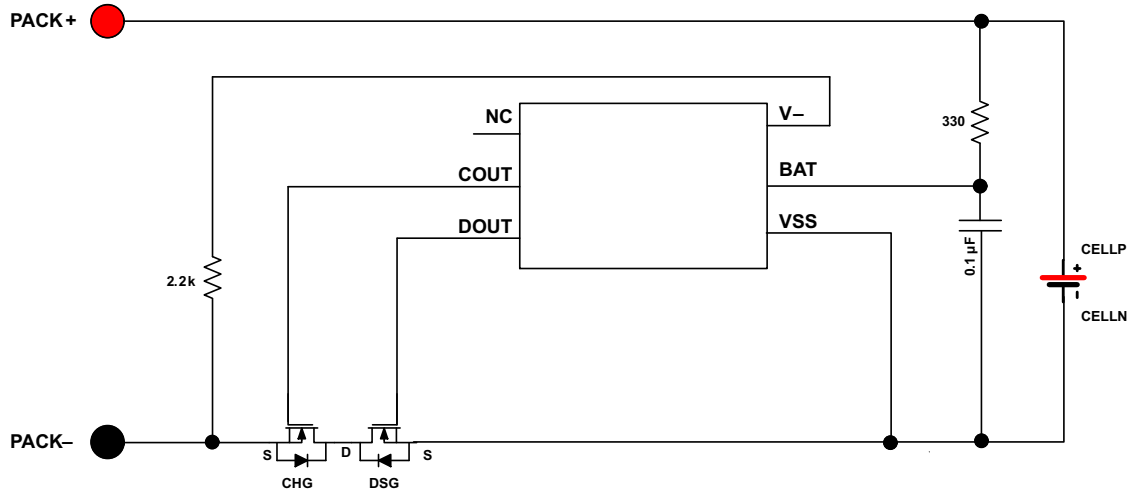 PACK+
NC
V–
330
COUT
BAT
DOUT
VSS
0.1 µF
CELLP
+
2.2k
-
CELLN
PACK–
S
D
S
CHG
DSG